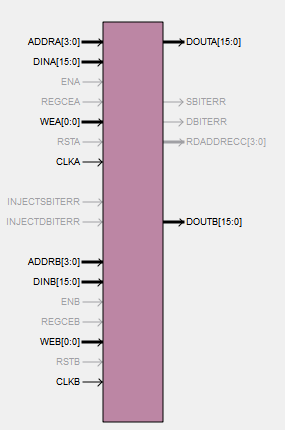 ADDRA[3:0]
DOUTA[15:0]
DINA[15:0]
ENA
REGCEA
SBITERR
WEA[0:0]
DBITERR
RSTA
RDADDRECC[3:0]
CLKA
INJECTSBITERR
INJECTDBITERR
DOUTB[15:0]
ADDRB[3:0]
DINB[15:0]
ENB
REGCEB
WEB[0:0]
RSTB
CLKB